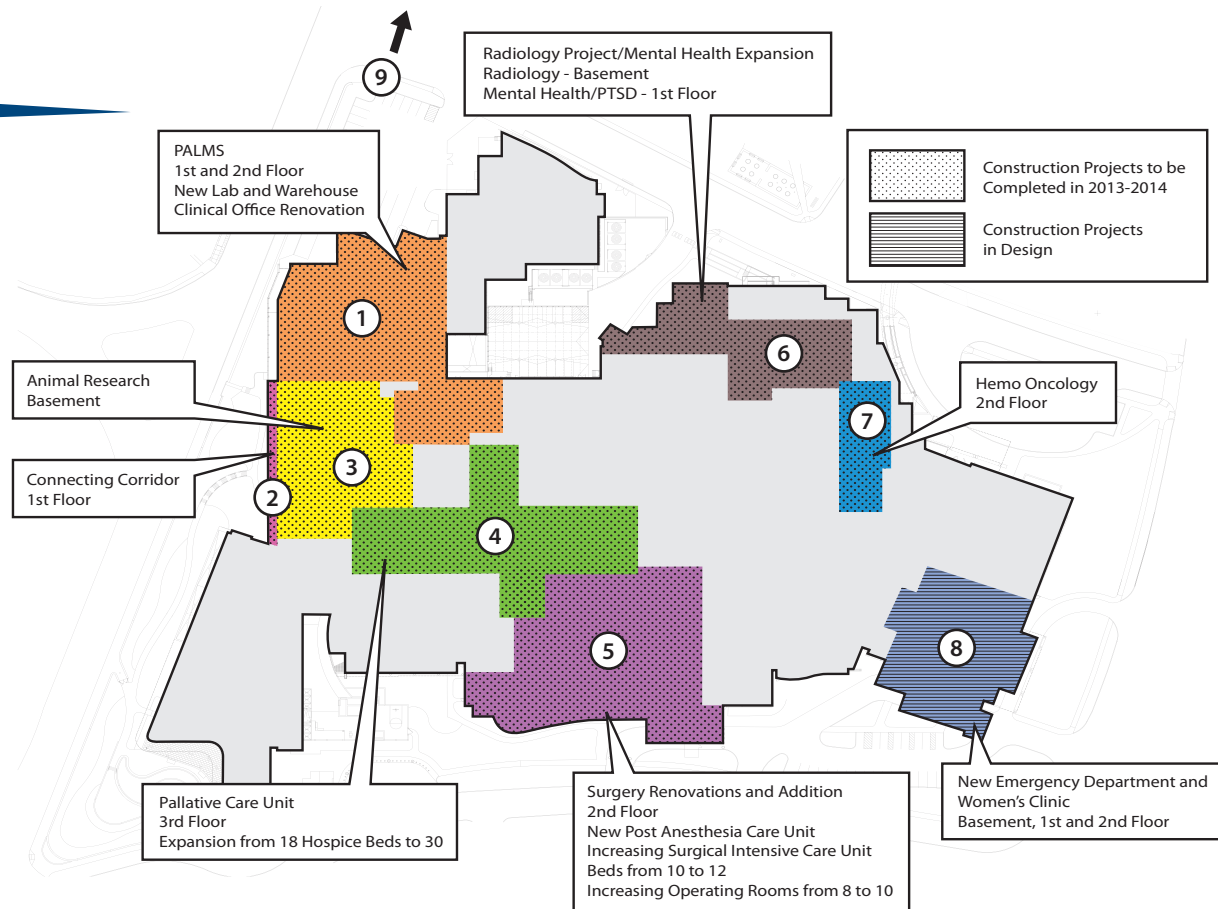 9
Radiology Project/Mental Health Expansion
Radiology - Basement
Mental Health/PTSD - 1st Floor
PALMS
1st and 2nd Floor
New Lab and Warehouse
Clinical Office Renovation
Construction Projects to be
Completed in 2013-2014
Construction Projects
in Design
1
6
Animal Research
Basement
Hemo Oncology
2nd Floor
7
Connecting Corridor
1st Floor
3
2
4
5
8
Pallative Care Unit
3rd Floor
Expansion from 18 Hospice Beds to 30
Surgery Renovations and Addition
2nd Floor
New Post Anesthesia Care Unit
Increasing Surgical Intensive Care Unit
Beds from 10 to 12
Increasing Operating Rooms from 8 to 10
New Emergency Department and
Women's Clinic
Basement, 1st and 2nd Floor